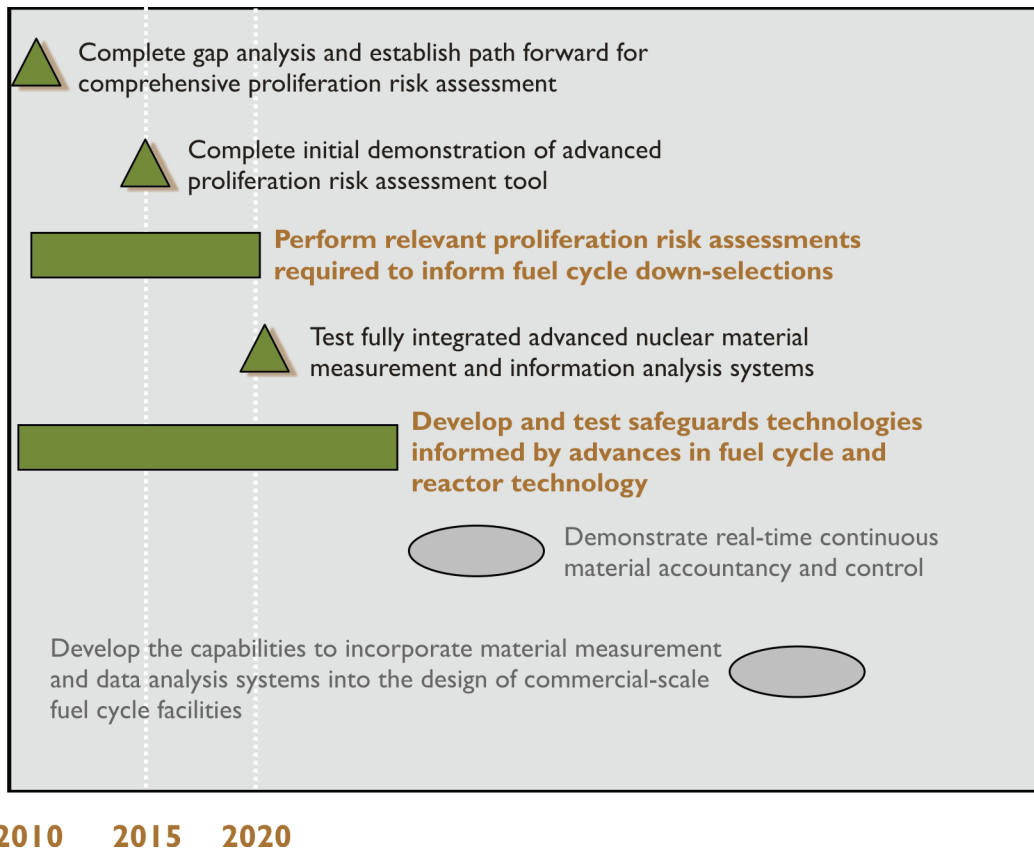 Complete gap analysis and establish path forward for
comprehensive proliferation risk assessment
Complete initial demonstration of advanced
proliferation risk assessment tool
Perform relevant proliferation risk assessments
required to inform fuel cycle down-selections
Test fully integrated advanced nuclear material
measurement and information analysis systems
Develop and test safeguards technologies
informed by advances in fuel cycle and
reactor technology
Demonstrate real-time continuous
material accountancy and control
Develop the capabilities to incorporate material measurement
and data analysis systems into the design of commercial-scale
fuel cycle facilities
2010 2015 2020